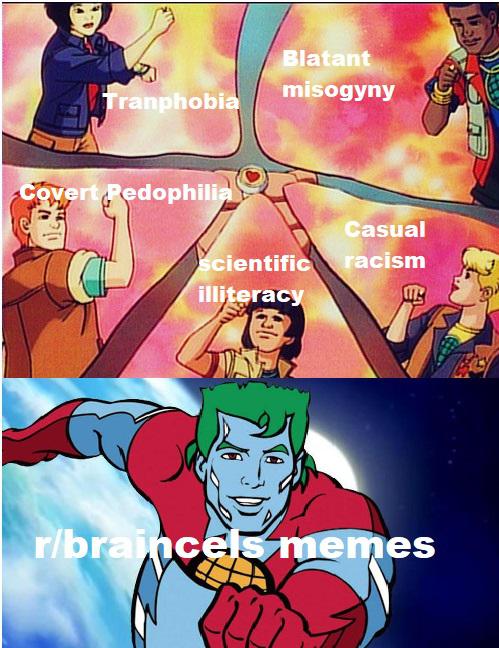 Blatant
misogyny
Tranphobia
Covert Pedophilia
Casual
racism
scientific
illiteracy
r/braincels memes